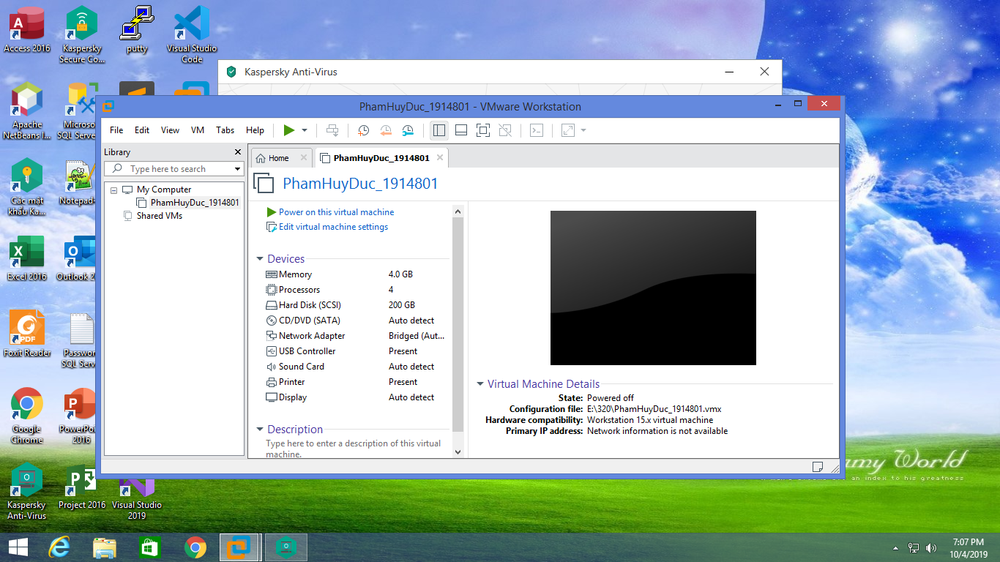 Access 2016
Kaspersky
Secure Co...
putty
Visual Studio
Code
Kaspersky Anti-Virus
Apache
NetBeans I...
Microso
SQL Serve
Các mật
khẩu Ka...
Notepad
Excel 2016
Outlook 2
PDF
Foxit Reader
Passwor
SQL Serv
Google
Chrome
PowerPoi
2016
Kaspersky
Anti-Virus
Project 2016
Visual Studio
2019
PhamHuyDuc_1914801 - VMware Workstation
File Edit View VM Tabs Help
Library
Type here to search
My Computer
PhamHuyDuc_1914801
Shared VMs
Home
PhamHuyDuc_1914801
PhamHuyDuc_1914801
Power on this virtual machine
Edit virtual machine settings
Devices
Memory 4.0 GB
Processors 4
Hard Disk (SCSI) 200 GB
CD/DVD (SATA) Auto detect
Network Adapter Bridged (Aut...
USB Controller Present
Sound Card Auto detect
Printer Present
Display Auto detect
Description
Type here to enter a description of this virtual
machine.
Virtual Machine Details
State: Powered off
Configuration file: E:\320\PhamHuyDuc_1914801.vmx
Hardware compatibility: Workstation 15.x virtual machine
Primary IP address: Network information is not available
amy World
an index to his greatness
7:07 PM
10/4/2019